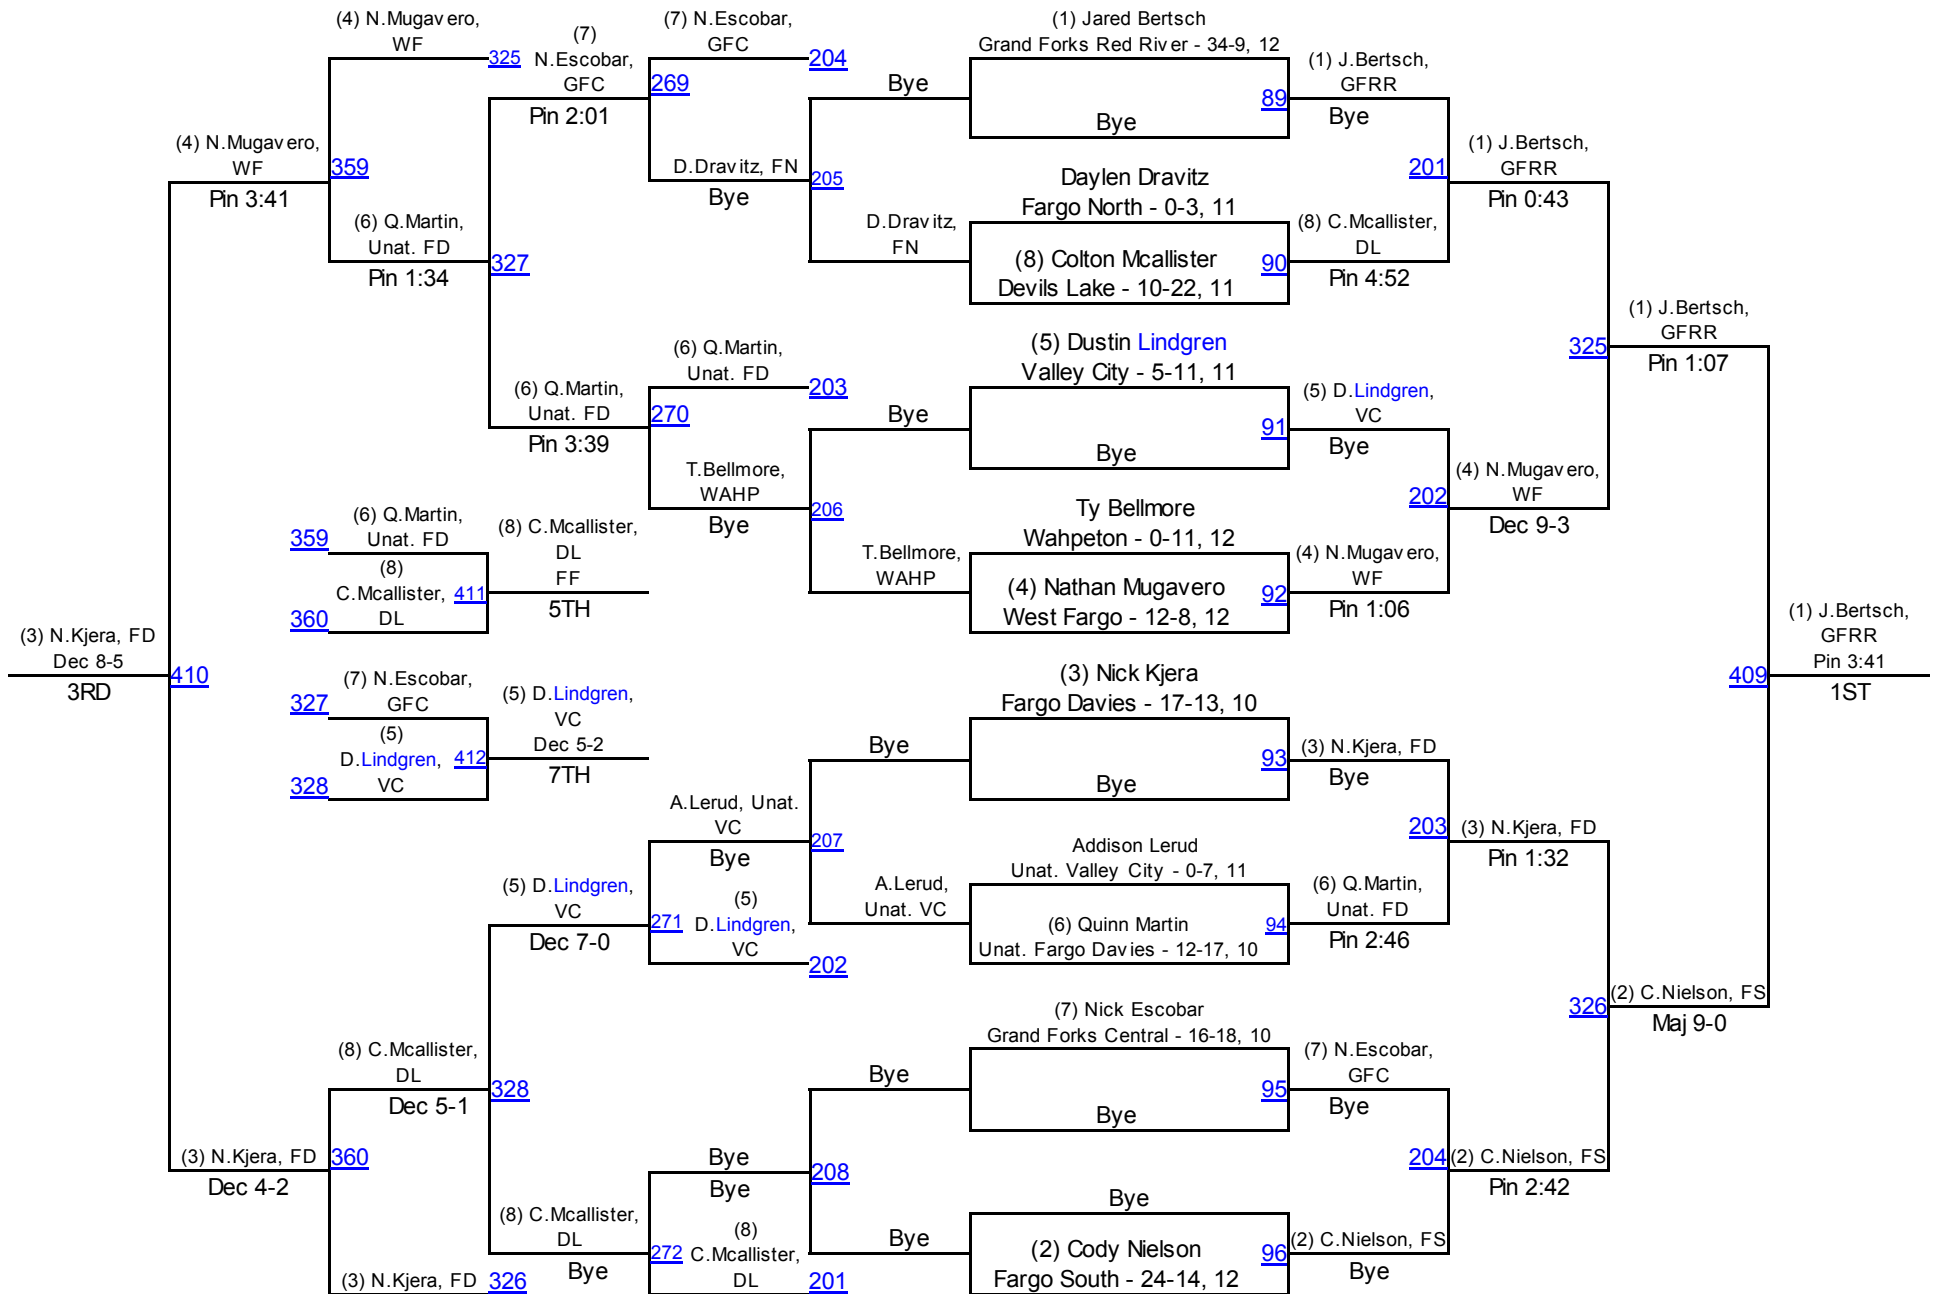 (4) N.Mugavero,
WF
325
(7)
N.Escobar,
GFC
Pin 2:01
(7) N.Escobar,
GFC
204
269
Bye
(1) Jared Bertsch
Grand Forks Red River - 34-9, 12
Bye
89
(1) J.Bertsch,
GFRR
Bye
(4) N.Mugavero,
WF
Pin 3:41
359
D.Dravitz, FN
Bye
205
Daylen Dravitz
Fargo North - 0-3, 11
201
(1) J.Bertsch,
GFRR
Pin 0:43
(6) Q.Martin,
Unat. FD
Pin 1:34
327
D.Dravitz,
FN
(8) Colton Mcallister
Devils Lake - 10-22, 11
90
(8) C.Mcallister,
DL
Pin 4:52
(6) Q.Martin,
Unat. FD
203
(5) Dustin Lindgren
Valley City - 5-11, 11
325
(1) J.Bertsch,
GFRR
Pin 1:07
(6) Q.Martin,
Unat. FD
Pin 3:39
270
Bye
Bye
91
(5) D.Lindgren,
VC
Bye
T.Bellmore,
WAHP
Bye
206
Ty Bellmore
Wahpeton - 0-11, 12
202
(4) N.Mugavero,
WF
Dec 9-3
359
(6) Q.Martin,
Unat. FD
(8)
C.Mcallister,
DL
360
411
(8) C.Mcallister,
DL
FF
5TH
T.Bellmore,
WAHP
(4) Nathan Mugavero
West Fargo - 12-8, 12
92
(4) N.Mugavero,
WF
Pin 1:06
(3) N.Kjera, FD
Dec 8-5
3RD
410
409
(1) J.Bertsch,
GFRR
Pin 3:41
1ST
327
(7) N.Escobar,
GFC
(5)
D.Lindgren,
VC
328
412
(5) D.Lindgren,
VC
Dec 5-2
7TH
Bye
(3) Nick Kjera
Fargo Davies - 17-13, 10
Bye
93
(3) N.Kjera, FD
Bye
A.Lerud, Unat.
VC
Bye
207
Addison Lerud
Unat. Valley City - 0-7, 11
203
(3) N.Kjera, FD
Pin 1:32
(5) D.Lindgren,
VC
Dec 7-0
271
(5)
D.Lindgren,
VC
202
A.Lerud,
Unat. VC
(6) Quinn Martin
Unat. Fargo Davies - 12-17, 10
94
(6) Q.Martin,
Unat. FD
Pin 2:46
326
(2) C.Nielson, FS
Maj 9-0
(8) C.Mcallister,
DL
Dec 5-1
328
Bye
(7) Nick Escobar
Grand Forks Central - 16-18, 10
Bye
95
(7) N.Escobar,
GFC
Bye
(3) N.Kjera, FD
Dec 4-2
360
Bye
Bye
208
Bye
204
(2) C.Nielson, FS
Pin 2:42
(8) C.Mcallister,
DL
Bye
272
(8)
C.Mcallister,
DL
201
Bye
(2) Cody Nielson
Fargo South - 24-14, 12
96
(2) C.Nielson, FS
Bye
(3) N.Kjera, FD
326